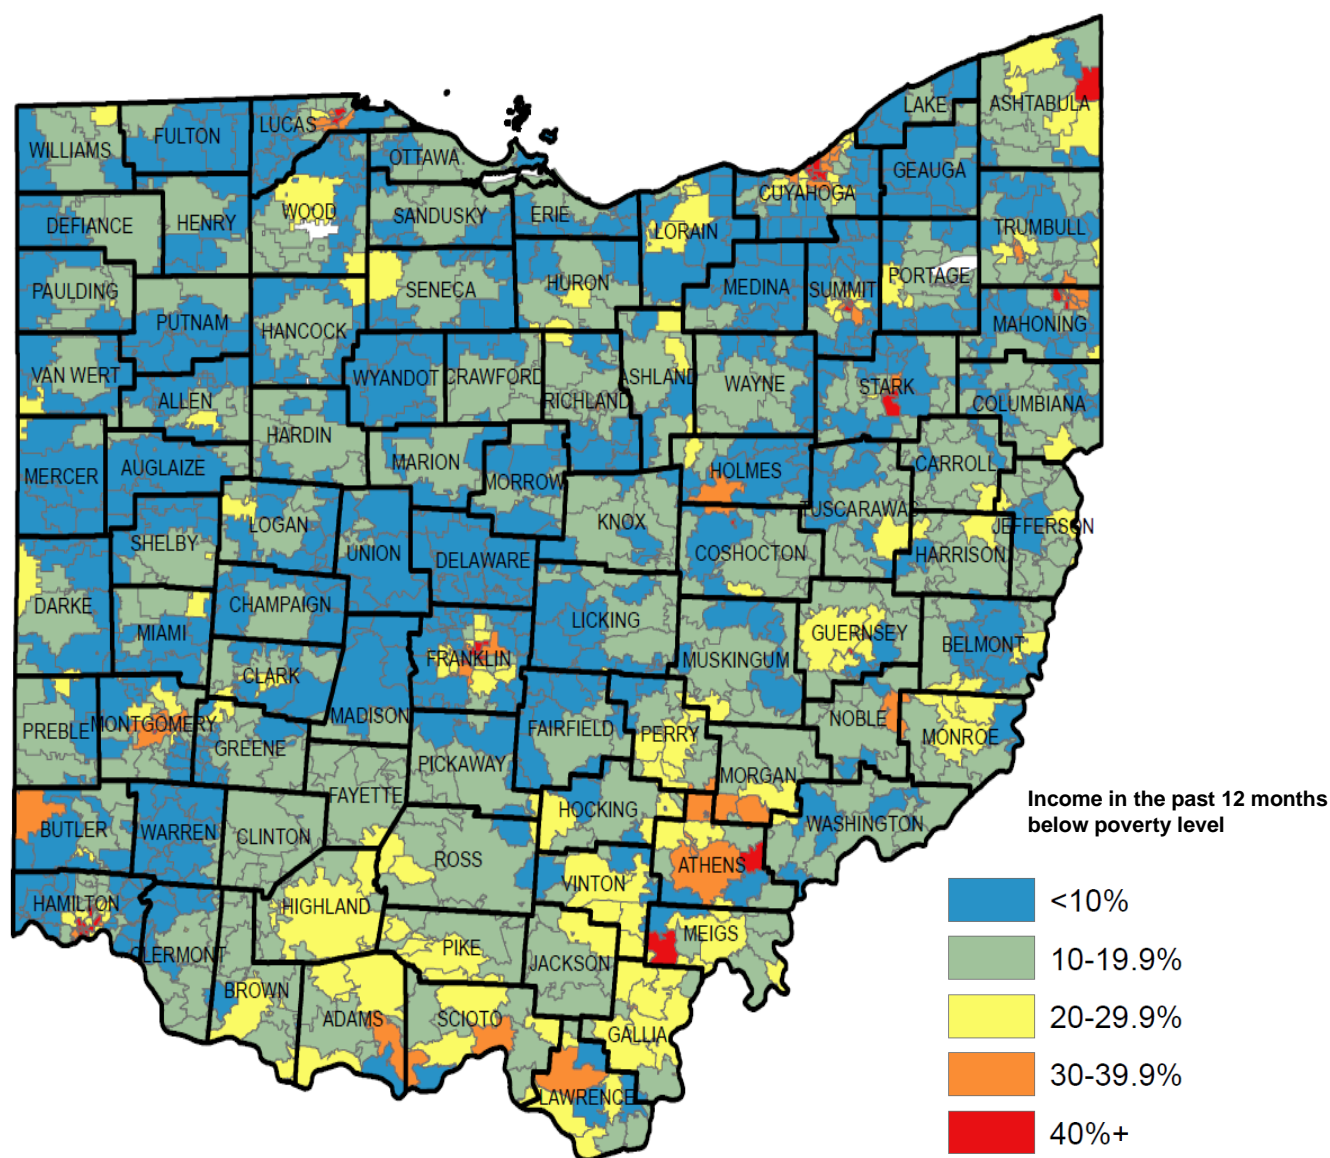 LAKE
ASHTABULA
WILLIAMS
FULTON
LUCAS
OTTAWA
CUYAHOGA
GEAUGA
DEFIANCE
HENRY
WOOD
SANDUSKY
ERIE
LORAIN
TRUMBULL
PAULDING
PUTNAM
HANCOCK
SENECA
HURON
MEDINA
SUMMIT
PORTAGE
MAHONING
VAN WERT
ALLEN
WYANDOT
CRAWFORD
RICHLAND
ASHLAND
WAYNE
STARK
COLUMBIANA
MERCER
AUGLAIZE
HARDIN
MARION
MORROW
HOLMES
CARROLL
SHELBY
LOGAN
UNION
DELAWARE
KNOX
COSHOCTON
TUSCARAWAS
HARRISON
JEFFERSON
DARKE
MIAMI
CHAMPAIGN
LICKING
GUERNSEY
BELMONT
CLARK
FRANKLIN
MUSKINGUM
PREBLE
MONTGOMERY
GREENE
MADISON
PICKAWAY
FAIRFIELD
PERRY
NOBLE
MONROE
FAYETTE
MORGAN
BUTLER
WARREN
CLINTON
HOCKING
WASHINGTON
ROSS
ATHENS
VINTON
HAMILTON
HIGHLAND
CLERMONT
PIKE
MEIGS
JACKSON
BROWN
ADAMS
SCIOTO
GALLIA
LAWRENCE
Income in the past 12 months
below poverty level
<10%
10-19.9%
20-29.9%
30-39.9%
40%+